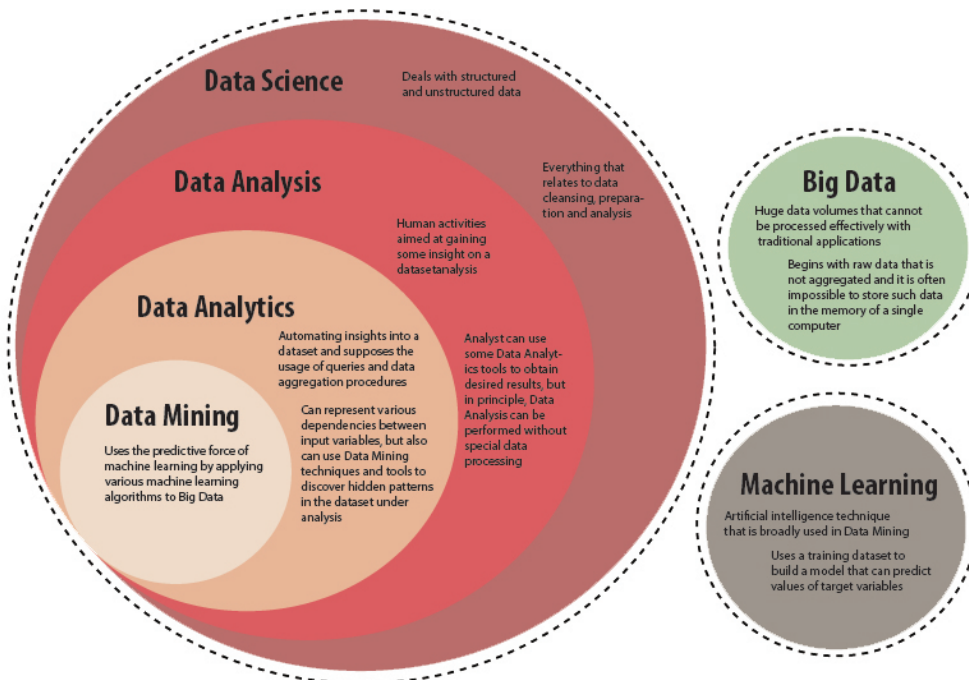 Data Science
Deals with structured
and unstructured data
Everything that
relates to data
cleansing, prepara-
tion and analysis
Data Analysis
Human activities
aimed at gaining
some insight on a
datasetanalysis
Analyst can use
some Data Analyt-
ics tools to obtain
desired results, but
in principle, Data
Analysis can be
performed without
special data
processing
Data Analytics
Automating insights into a
dataset and supposes the
usage of queries and data
aggregation procedures
Can represent various
dependencies between
input variables, but also
can use Data Mining
techniques and tools to
discover hidden patterns
in the dataset under
analysis
Data Mining
Uses the predictive force of
machine learning by applying
various machine learning
algorithms to Big Data
Big Data
Huge data volumes that cannot
be processed effectively with
traditional applications
Begins with raw data that is
not aggregated and it is often
impossible to store such data
in the memory of a single
computer
Machine Learning
Artificial intelligence technique
that is broadly used in Data Mining
Uses a training dataset to
build a model that can predict
values of target variables